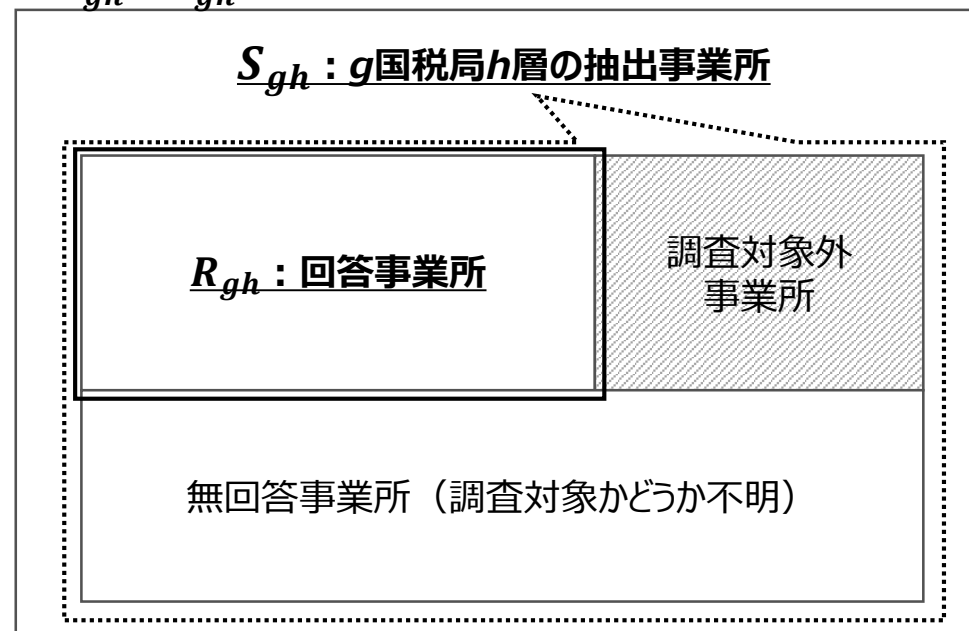 S_gh：g国税局h層の抽出事業所
R_gh：回答事業所
調査対象外
事業所
無回答事業所（調査対象かどうか不明）